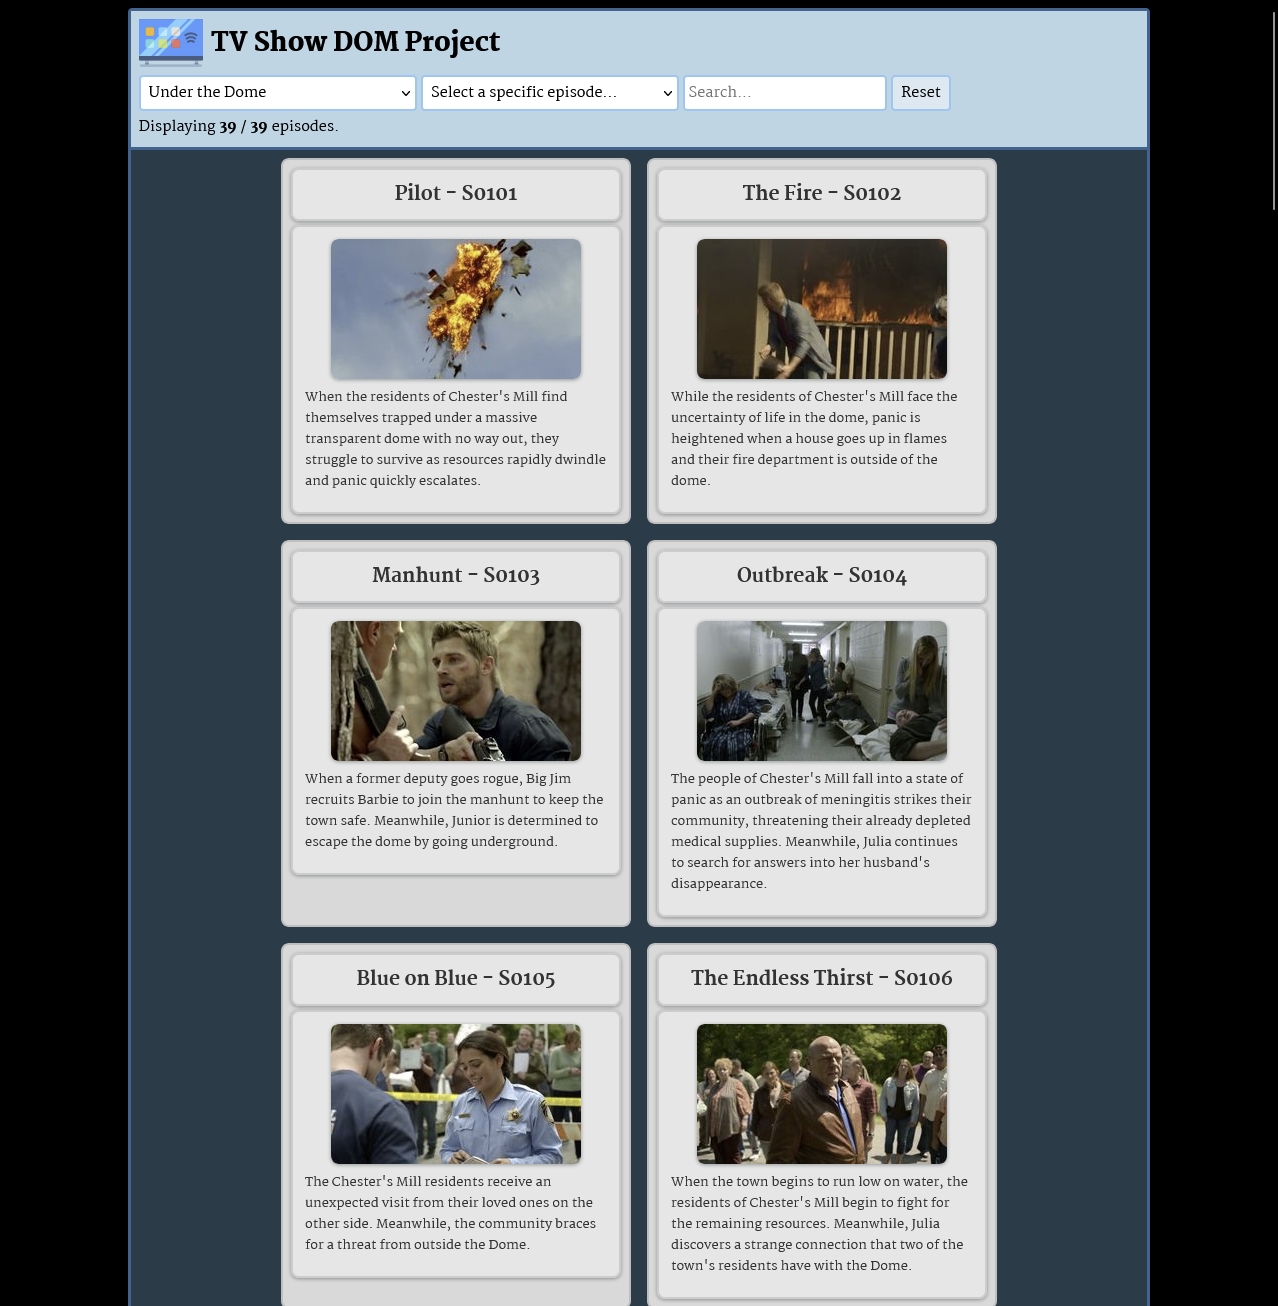 TV Show DOM Project
Under the Dome
Select a specific episode...
Search...
Reset
Displaying 39 / 39 episodes.
Pilot - S0101
When the residents of Chester's Mill find
themselves trapped under a massive
transparent dome with no way out, they
struggle to survive as resources rapidly dwindle
and panic quickly escalates.
The Fire - S0102
While the residents of Chester's Mill face the
uncertainty of life in the dome, panic is
heightened when a house goes up in flames
and their fire department is outside of the
dome.
Manhunt - S0103
When a former deputy goes rogue, Big Jim
recruits Barbie to join the manhunt to keep the
town safe. Meanwhile, Junior is determined to
escape the dome by going underground.
Outbreak - S0104
The people of Chester's Mill fall into a state of
panic as an outbreak of meningitis strikes their
community, threatening their already depleted
medical supplies. Meanwhile, Julia continues
to search for answers into her husband's
disappearance.
Blue on Blue - S0105
The Chester's Mill residents receive an
unexpected visit from their loved ones on the
other side. Meanwhile, the community braces
for a threat from outside the Dome.
The Endless Thirst - S0106
When the town begins to run low on water, the
residents of Chester's Mill begin to fight for
the remaining resources. Meanwhile, Julia
discovers a strange connection that two of the
town's residents have with the Dome.